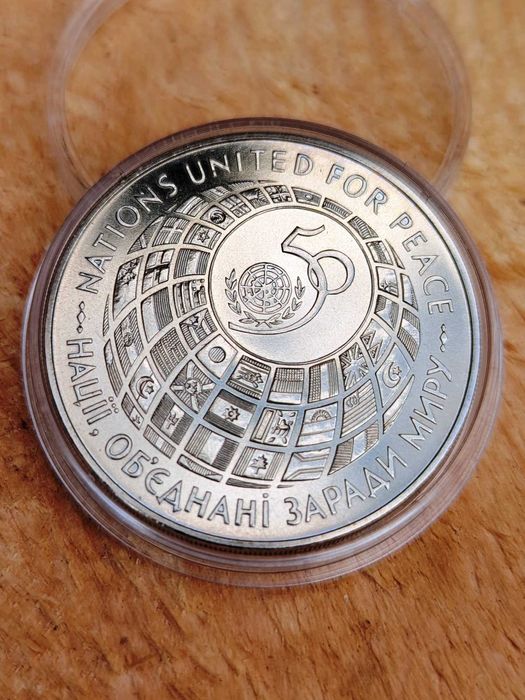 NATIONS UNITED FOR PEACE
50
НАЦІЇ, ОБ'ЄДНАНІ ЗАРАДИ МИРУ